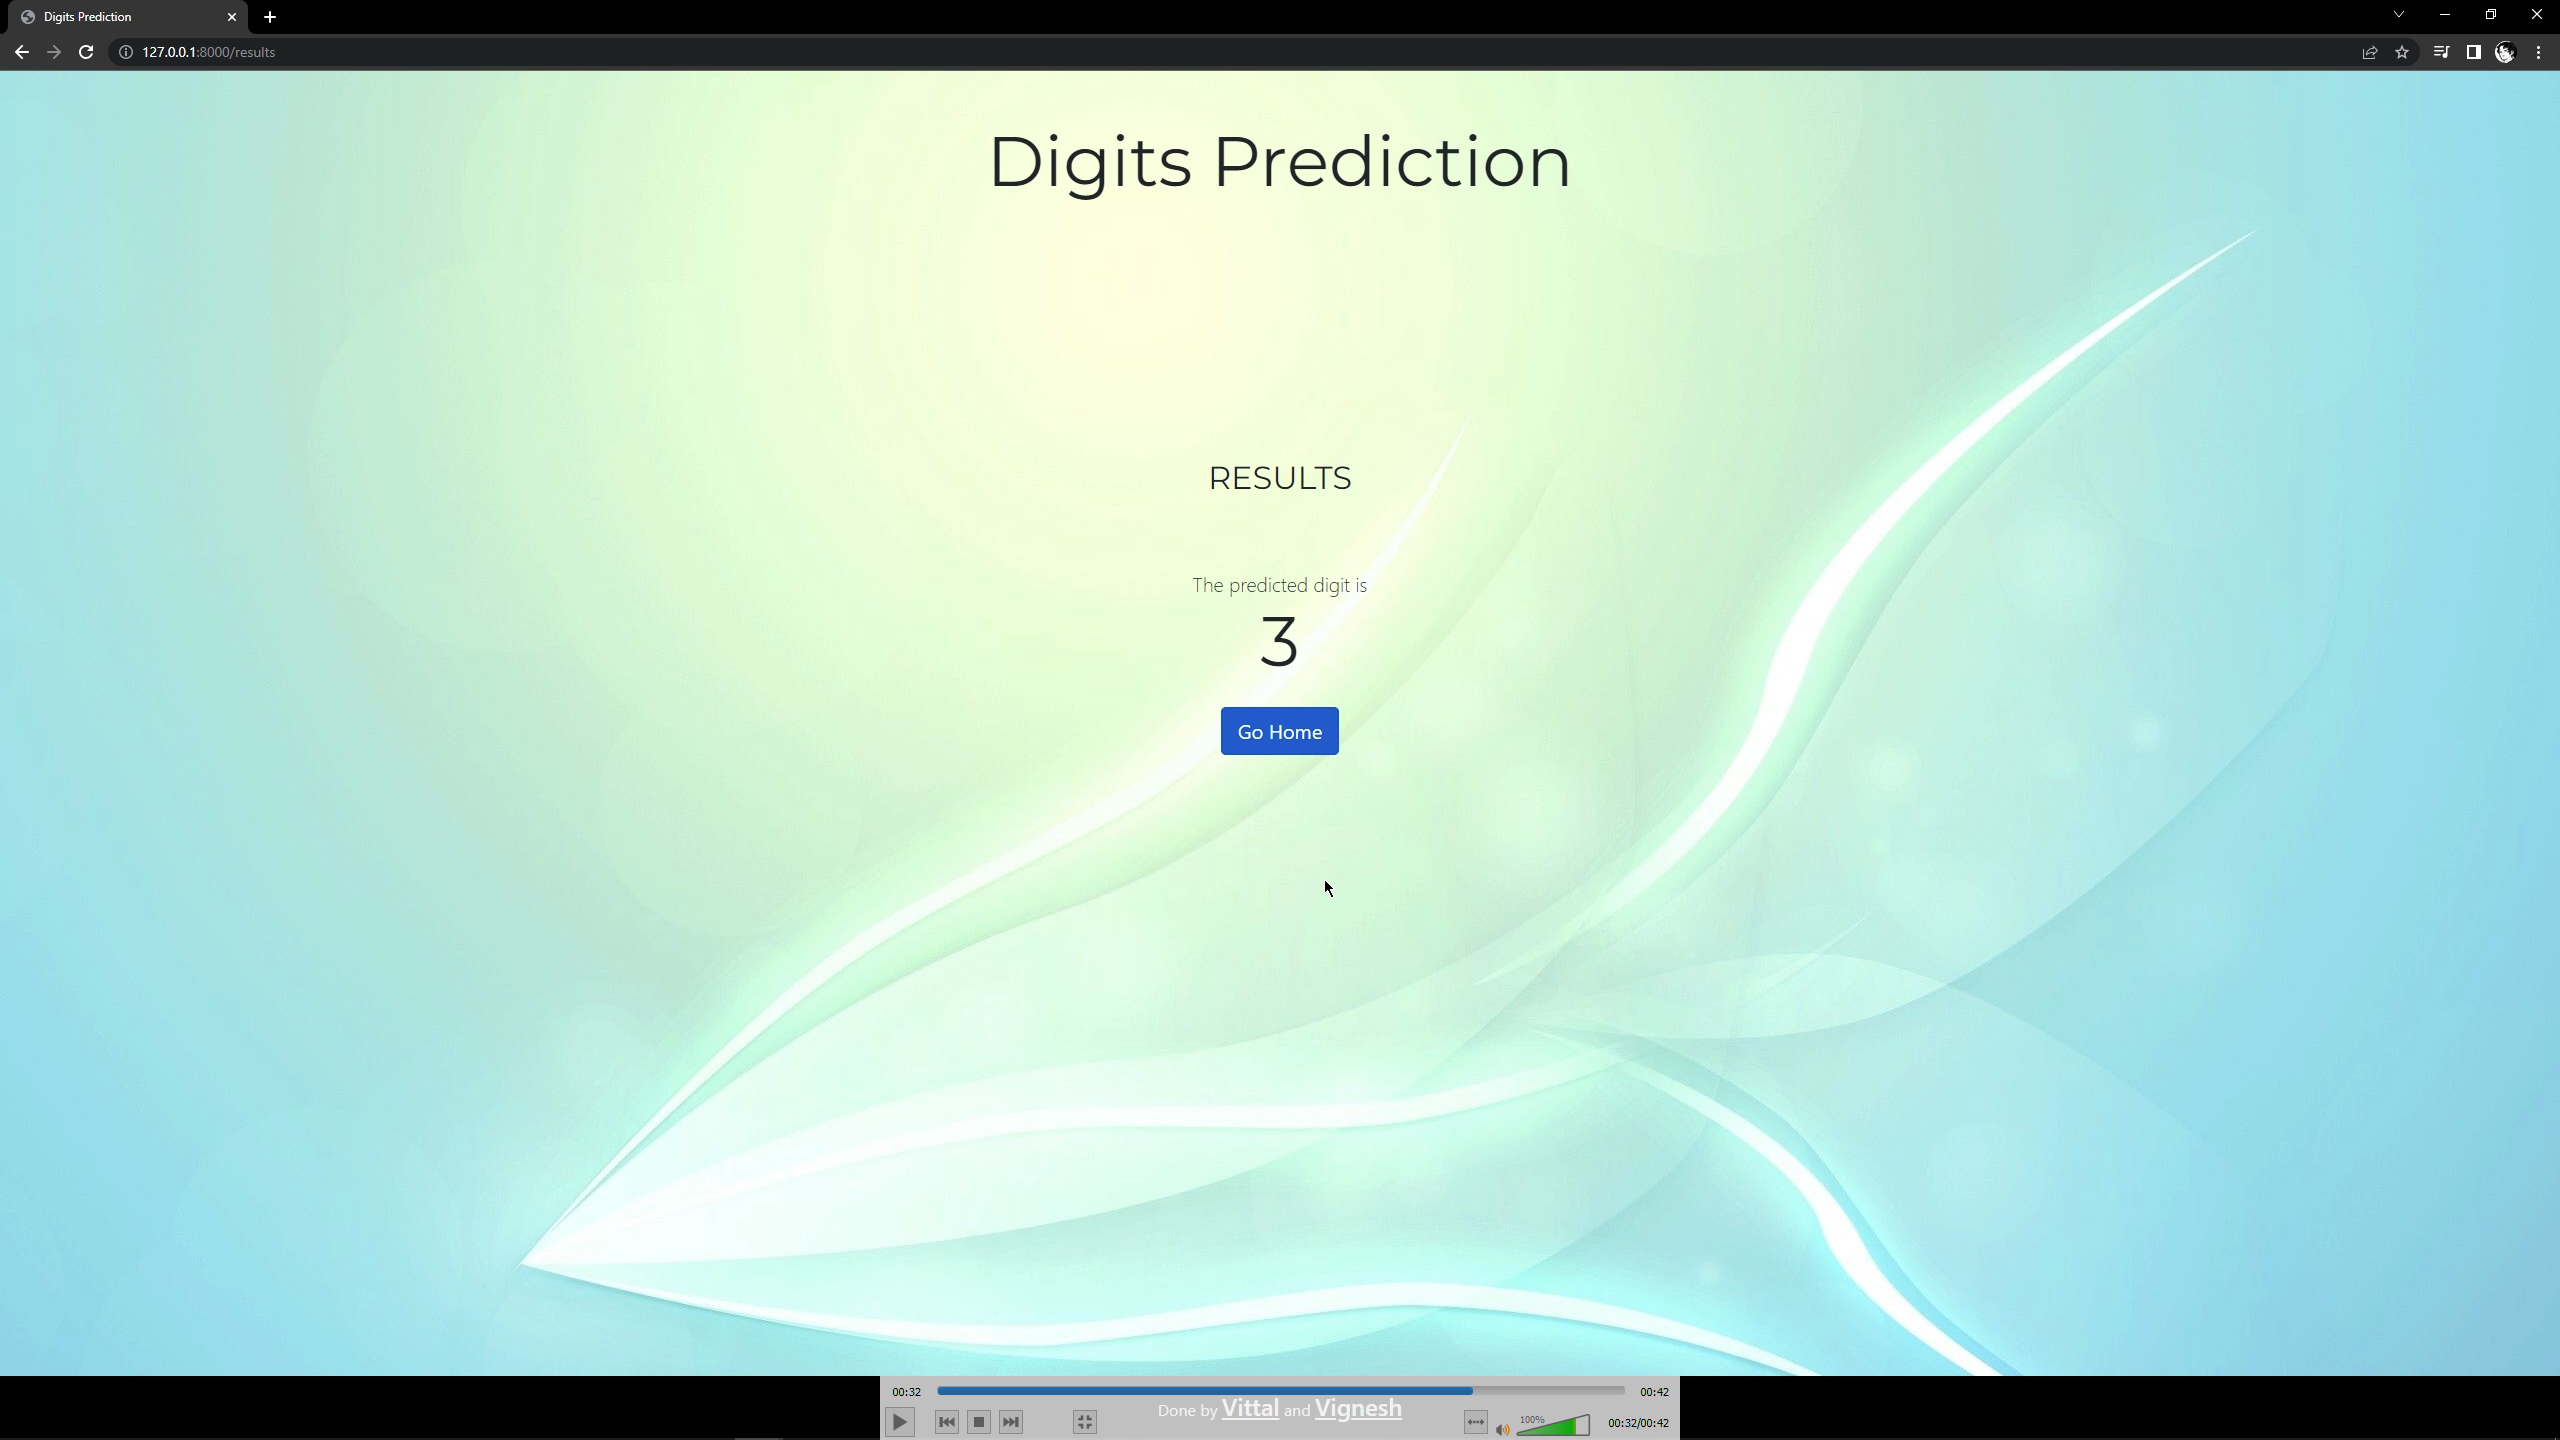 Digits Prediction
127.0.0.1:8000/results
Digits Prediction
RESULTS
The predicted digit is
3
Go Home
00:32
00:42
Done by Vittal and Vignesh
100%
00:32/00:42